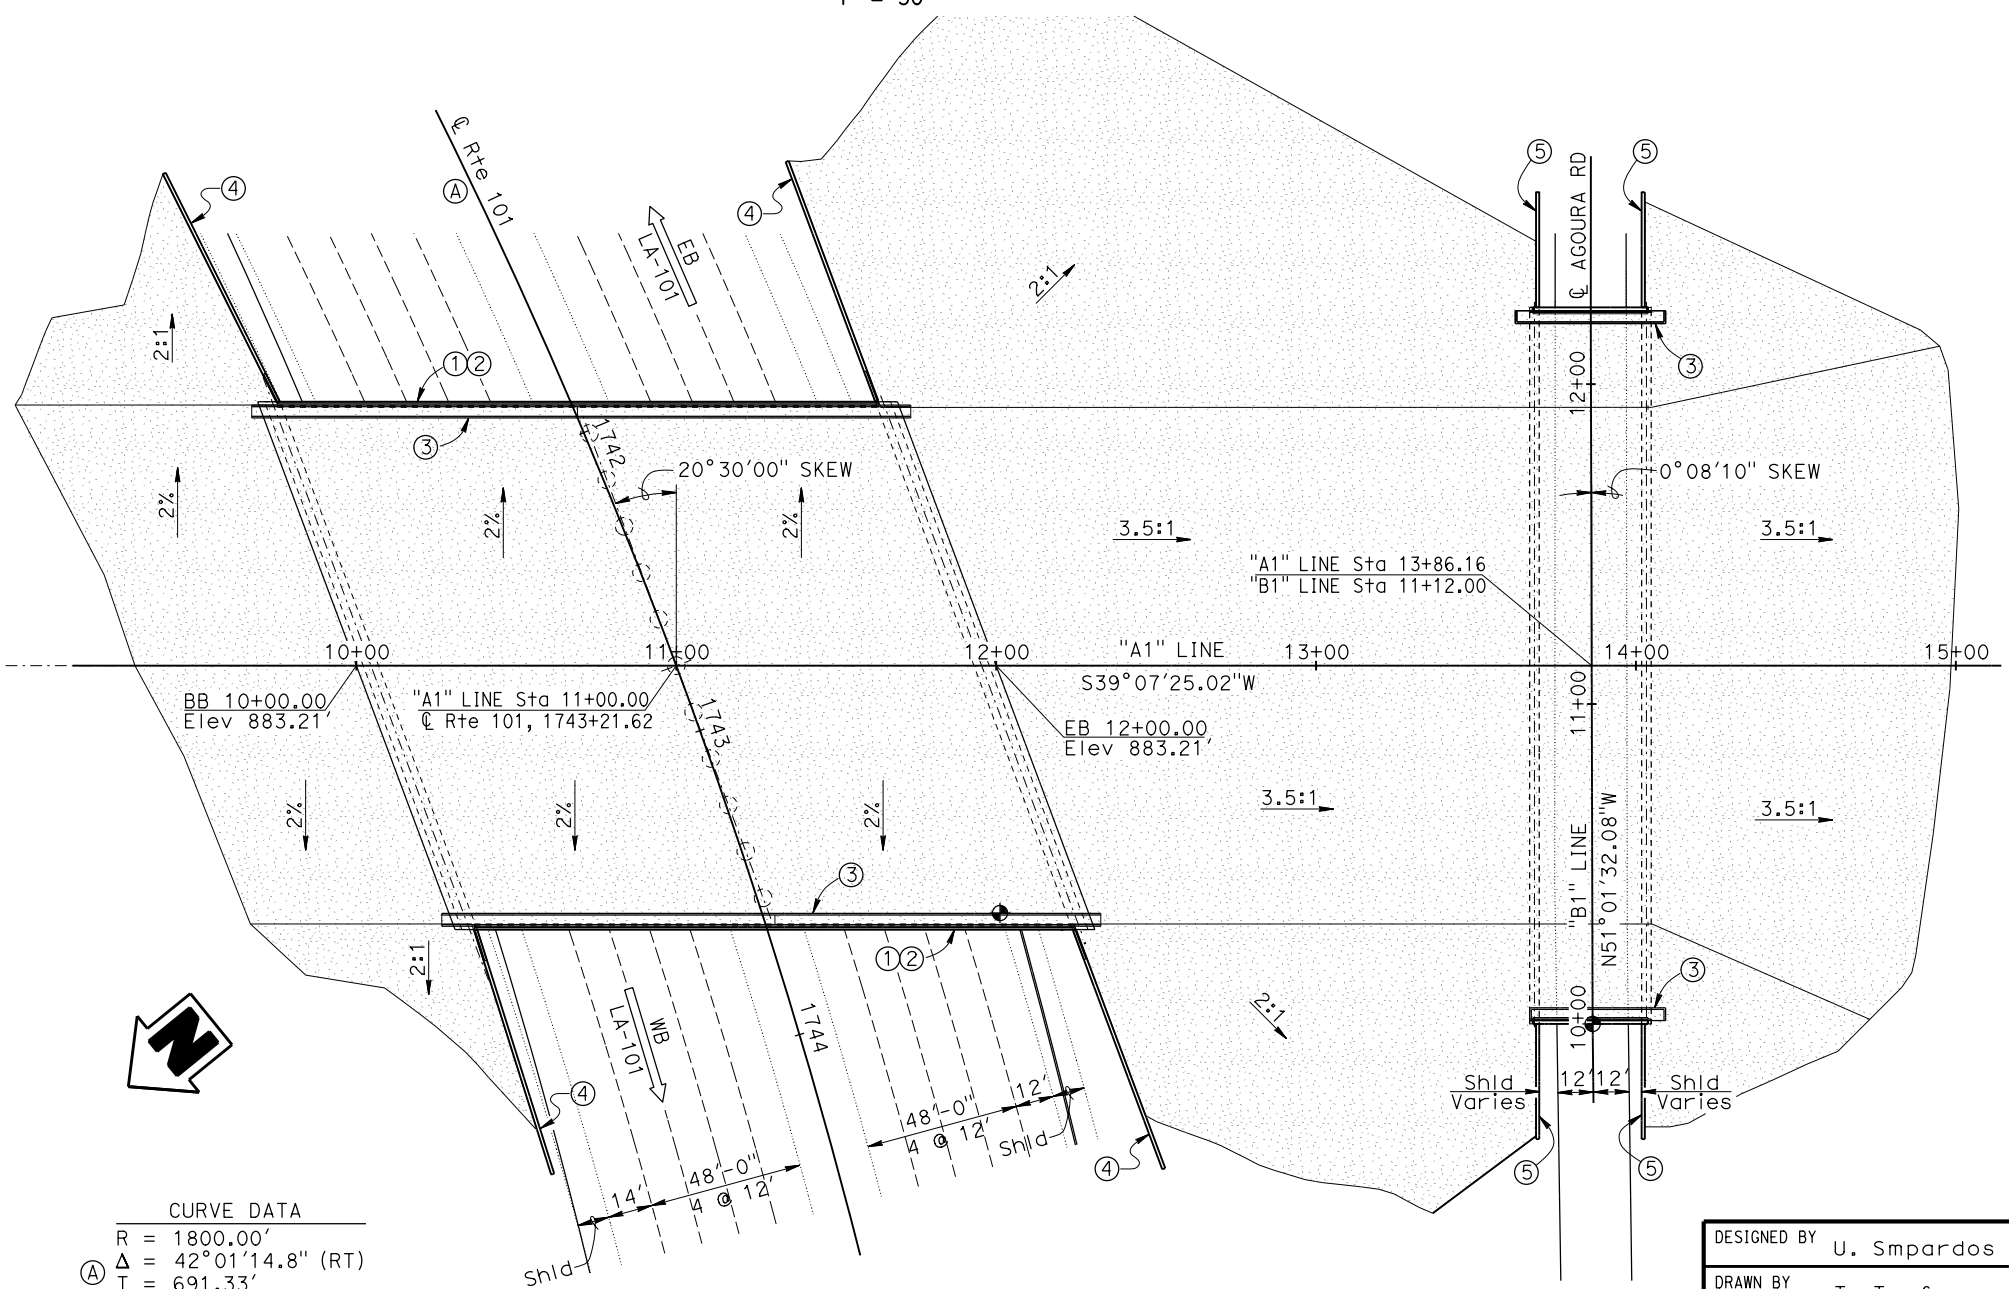 5
5
℄ Rte 101
A
4
4
EB
LA-101
℄ AGOURA RD
2:1
2:1
1 2
3
3
12+00
1742
20°30'00" SKEW
0°08'10" SKEW
2%
2%
2%
3.5:1
3.5:1
"A1" LINE Sta 13+86.16
"B1" LINE Sta 11+12.00
10+00
11+00
12+00
"A1" LINE
13+00
14+00
15+00
S39°07'25.02"W
BB 10+00.00
Elev 883.21'
"A1" LINE Sta 11+00.00
℄ Rte 101, 1743+21.62
1743
EB 12+00.00
Elev 883.21'
11+00
2%
2%
2%
3.5:1
3.5:1
"B1" LINE
N51°01'32.08"W
3
1 2
2:1
3
10+00
N
WB
LA-101
1744
2:1
4
48'-0"
4 @ 12'
12'
Shld
Shld
Varies
12'
12'
Shld
Varies
4
5
5
14'
48'-0"
4 @ 12'
Shld
CURVE DATA
A
R = 1800.00'
Δ = 42°01'14.8" (RT)
T = 691.33'
DESIGNED BY U. Smpardos
DRAWN BY